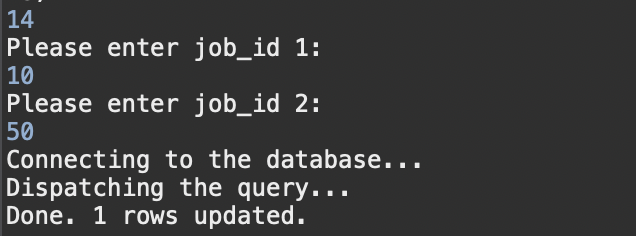 14
Please enter job_id 1:
10
Please enter job_id 2:
50
Connecting to the database...
Dispatching the query...
Done. 1 rows updated.